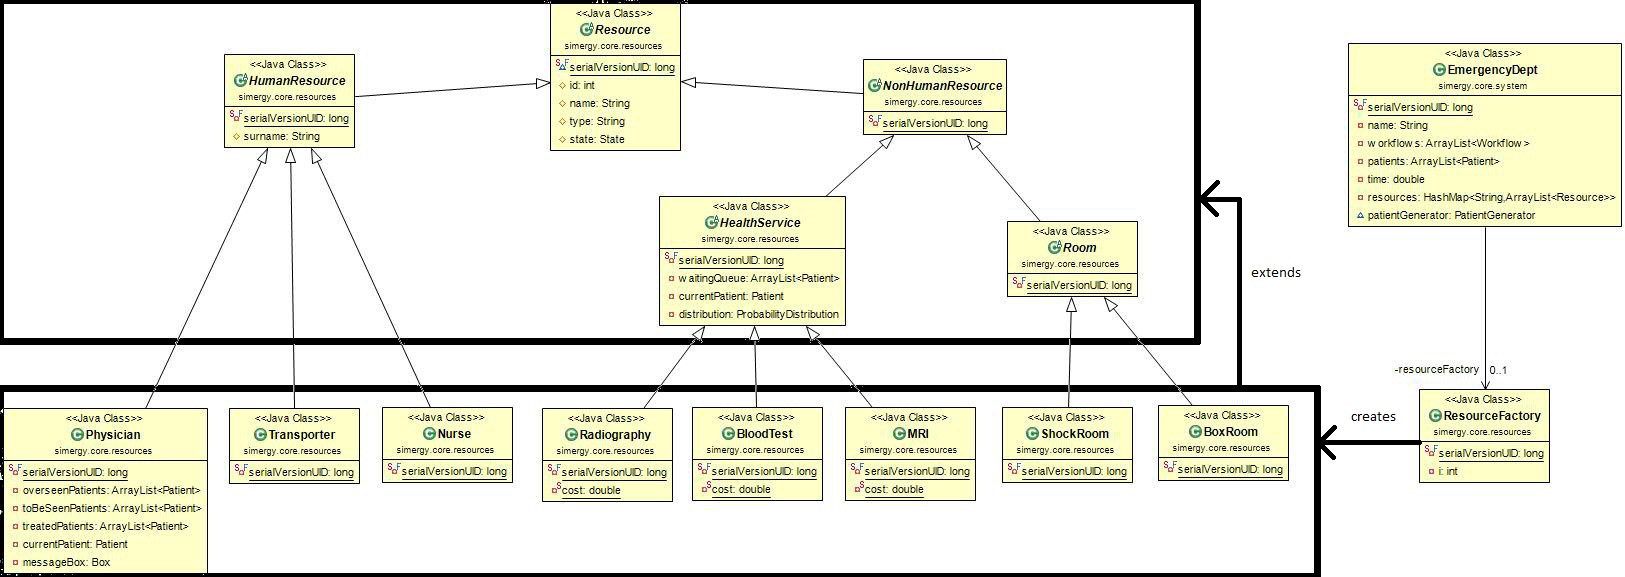 <<Java Class>>
Resource
simergy.core.resources
serialVersionUID: long
id: int
name: String
type: String
state: State
<<Java Class>>
HumanResource
simergy.core.resources
serialVersionUID: long
surname: String
<<Java Class>>
NonHumanResource
simergy.core.resources
serialVersionUID: long
<<Java Class>>
EmergencyDept
simergy.core.system
serialVersionUID: long
name: String
workflows: ArrayList<Workflow>
patients: ArrayList<Patient>
time: double
resources: HashMap<String,ArrayList<Resource>>
patientGenerator: PatientGenerator
<<Java Class>>
HealthService
simergy.core.resources
serialVersionUID: long
waitingQueue: ArrayList<Patient>
currentPatient: Patient
distribution: ProbabilityDistribution
<<Java Class>>
Room
simergy.core.resources
serialVersionUID: long
extends
-resourceFactory 0..1
<<Java Class>>
Physician
simergy.core.resources
serialVersionUID: long
overseenPatients: ArrayList<Patient>
toBeSeenPatients: ArrayList<Patient>
treatedPatients: ArrayList<Patient>
currentPatient: Patient
messageBox: Box
<<Java Class>>
Transporter
simergy.core.resources
serialVersionUID: long
<<Java Class>>
Nurse
simergy.core.resources
serialVersionUID: long
<<Java Class>>
Radiography
simergy.core.resources
serialVersionUID: long
cost: double
<<Java Class>>
BloodTest
simergy.core.resources
serialVersionUID: long
cost: double
<<Java Class>>
MRI
simergy.core.resources
serialVersionUID: long
cost: double
<<Java Class>>
ShockRoom
simergy.core.resources
serialVersionUID: long
<<Java Class>>
BoxRoom
simergy.core.resources
serialVersionUID: long
creates
<<Java Class>>
ResourceFactory
simergy.core.resources
serialVersionUID: long
i: int